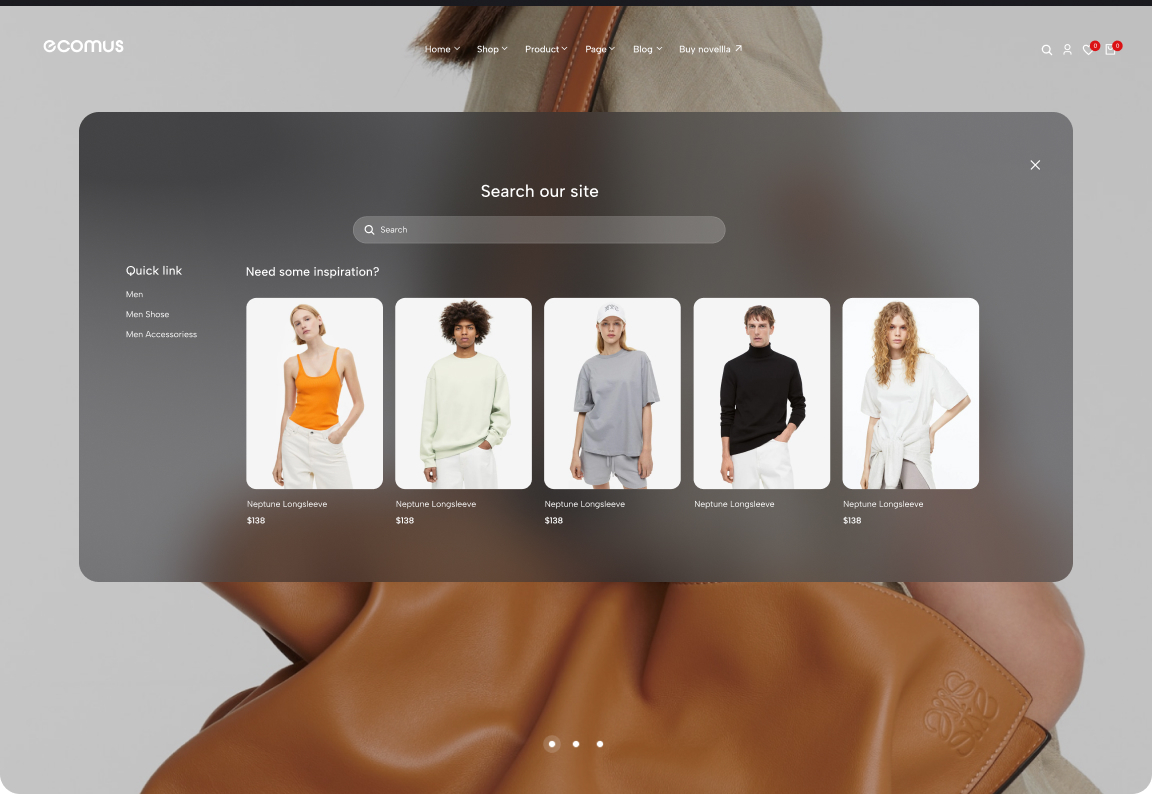 ecomus
Home Shop Product Page Blog Buy novellla
0 0
Search our site
Search
Quick link
Men
Men Shose
Men Accessoriess
Need some inspiration?
Neptune Longsleeve Neptune Longsleeve Neptune Longsleeve Neptune Longsleeve Neptune Longsleeve
$138 $138 $138 $138